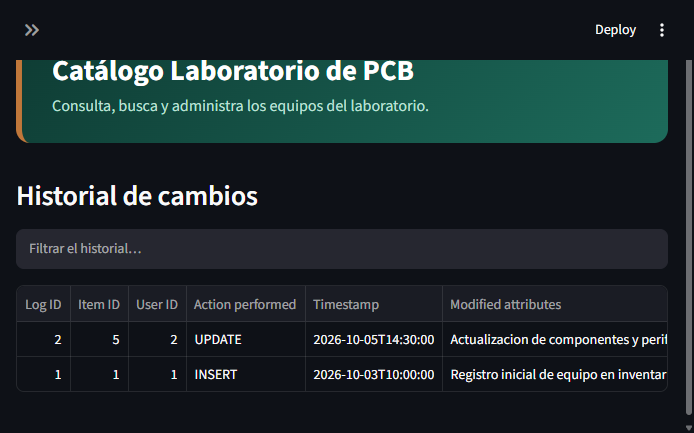 Deploy
Catálogo Laboratorio de PCB
Consulta, busca y administra los equipos del laboratorio.
Historial de cambios
Filtrar el historial...
Log ID Item ID User ID Action performed Timestamp Modified attributes
2 5 2 UPDATE 2026-10-05T14:30:00 Actualizacion de componentes y
1 1 1 INSERT 2026-10-03T10:00:00 Registro inicial de equipo en